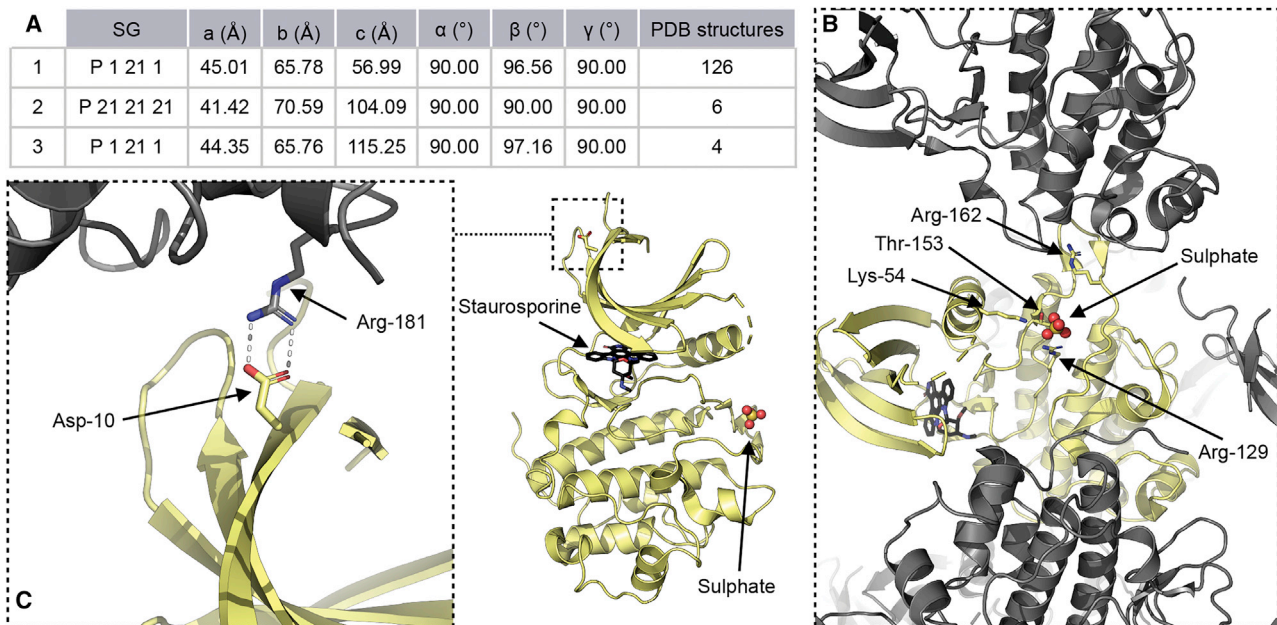 A
SG a (Å) b (Å) c (Å) α (°) β (°) γ (°) PDB structures
1 P 1 21 1 45.01 65.78 56.99 90.00 96.56 90.00 126
2 P 21 21 21 41.42 70.59 104.09 90.00 90.00 90.00 6
3 P 1 21 1 44.35 65.76 115.25 90.00 97.16 90.00 4
B
Arg-162
Thr-153
Sulphate
Lys-54
Arg-129
Staurosporine
Sulphate
Arg-181
Asp-10
C